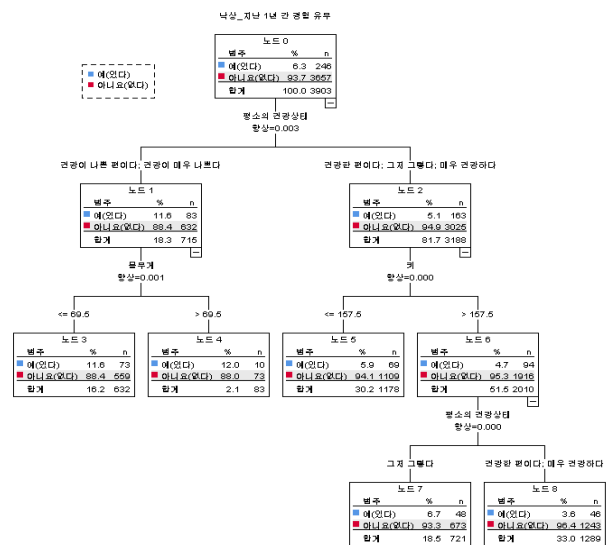 낙상_지난 1년 간 경험 유무
예(있다)
아니요(없다)
노드 0
범주 % n
예(있다) 6.3 246
아니요(없다) 93.7 3657
합계 100.0 3903
평소의 건강상태
향상=0.003
건강이 나쁜 편이다; 건강이 매우 나쁘다
건강한 편이다; 그저 그렇다; 매우 건강하다
노드 1
범주 % n
예(있다) 11.6 83
아니요(없다) 88.4 632
합계 18.3 715
노드 2
범주 % n
예(있다) 5.1 163
아니요(없다) 94.9 3025
합계 81.7 3188
몸무게
향상=0.001
키
향상=0.000
<= 69.5
> 69.5
<= 157.5
> 157.5
노드 3
범주 % n
예(있다) 11.6 73
아니요(없다) 88.4 559
합계 16.2 632
노드 4
범주 % n
예(있다) 12.0 10
아니요(없다) 88.0 73
합계 2.1 83
노드 5
범주 % n
예(있다) 5.9 69
아니요(없다) 94.1 1109
합계 30.2 1178
노드 6
범주 % n
예(있다) 4.7 94
아니요(없다) 95.3 1916
합계 51.5 2010
평소의 건강상태
향상=0.000
그저 그렇다
건강한 편이다; 매우 건강하다
노드 7
범주 % n
예(있다) 6.7 48
아니요(없다) 93.3 673
합계 18.5 721
노드 8
범주 % n
예(있다) 3.6 46
아니요(없다) 96.4 1243
합계 33.0 1289